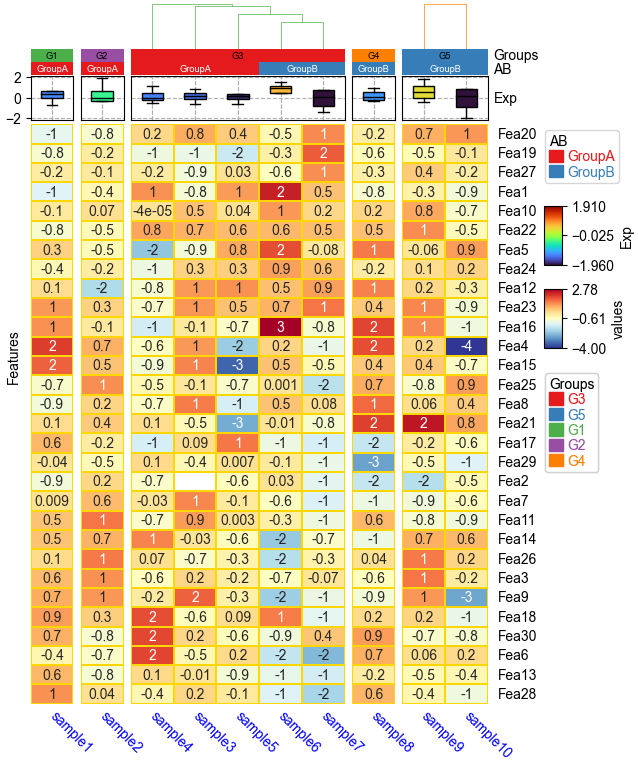 G1 G2 G3 G4 G5 Groups
GroupA GroupA GroupA GroupB GroupB GroupB AB
2
0
−2
Exp
-1 -0.8 0.2 0.8 0.4 -0.5 1 -0.2 0.7 1 Fea20
-0.8 -0.2 -1 -1 -2 -0.3 2 -0.6 -0.5 -0.1 Fea19
-0.2 -0.1 -0.2 -0.9 0.03 -0.6 1 -0.3 0.4 -0.2 Fea27
-1 -0.4 1 -0.8 1 2 0.5 -0.8 -0.3 -0.9 Fea1
-0.1 0.07 -4e-05 0.5 0.04 1 0.2 0.2 0.8 -0.7 Fea10
-0.8 -0.5 0.8 0.7 0.6 0.6 0.5 0.5 1 -0.5 Fea22
0.3 -0.5 -2 -0.9 0.8 2 -0.08 1 -0.06 0.9 Fea5
-0.4 -0.2 -1 0.3 0.3 0.9 0.6 -0.2 0.1 0.2 Fea24
0.1 -2 -0.8 1 1 0.5 0.9 1 0.2 -0.3 Fea12
1 0.3 -0.7 1 0.5 0.7 1 0.4 1 -0.9 Fea23
1 -0.1 -1 -0.1 -0.7 3 -0.8 2 1 -1 Fea16
2 0.7 -0.6 1 -2 0.2 -1 2 0.2 -4 Fea4
2 0.5 -0.9 1 -3 0.5 -0.5 0.4 0.4 -0.7 Fea15
-0.7 1 -0.5 -0.1 -0.7 0.001 -2 0.7 -0.8 0.9 Fea25
-0.9 0.2 -0.7 1 -1 0.5 0.08 1 0.06 0.4 Fea8
0.1 0.4 0.1 -0.5 -3 -0.01 -0.8 2 2 0.8 Fea21
0.6 -0.2 -1 0.09 1 -1 -1 -2 -0.2 -0.6 Fea17
-0.04 -0.5 0.1 -0.4 0.007 -0.1 -1 -3 -0.5 -1 Fea29
-0.9 0.2 -0.7 -0.6 0.03 -1 -2 -2 -0.5 Fea2
0.009 0.6 -0.03 1 -0.1 -0.6 -1 -1 -0.9 -0.6 Fea7
0.5 1 -0.7 0.9 0.003 -0.3 -1 0.6 -0.8 -0.9 Fea11
0.5 0.7 1 -0.03 -0.6 -2 -0.7 -1 0.7 0.6 Fea14
0.1 1 0.07 -0.7 -0.3 -2 -0.3 0.04 1 0.2 Fea26
0.6 1 -0.6 0.2 -0.2 -0.7 -0.07 -0.6 1 -0.2 Fea3
0.7 1 -0.2 2 -0.3 -2 -1 -0.9 1 -3 Fea9
0.9 0.3 2 -0.6 0.09 1 -1 0.2 0.2 -1 Fea18
0.7 -0.8 2 0.2 -0.6 -0.9 0.4 0.9 -0.7 -0.8 Fea30
-0.4 -0.7 2 -0.5 0.2 -2 -2 0.7 0.06 0.2 Fea6
0.6 -0.8 0.1 -0.01 -0.9 -1 -1 -0.2 -0.5 -0.4 Fea13
1 0.04 -0.4 0.2 -0.1 -1 -2 0.6 -0.4 -1 Fea28
Features
sample1 sample2 sample4 sample3 sample5 sample6 sample7 sample8 sample9 sample10
AB
GroupA
GroupB
1.910
−0.025
−1.960
Exp
2.78
−0.61
−4.00
values
Groups
G3
G5
G1
G2
G4